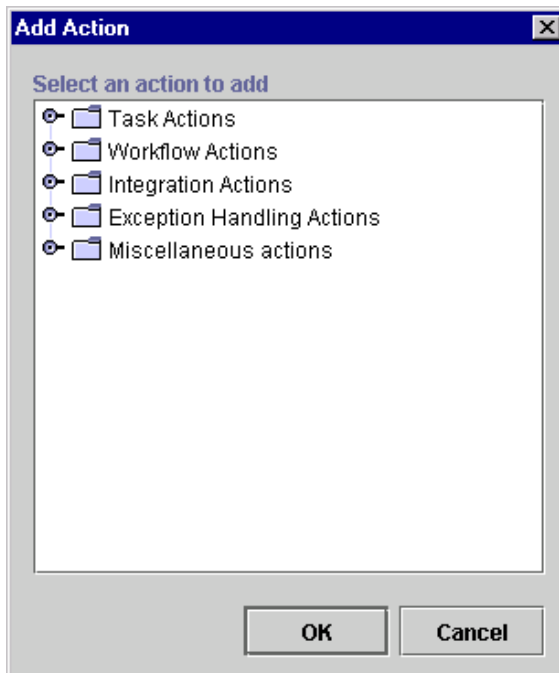 Add Action
Select an action to add
Task Actions
Workflow Actions
Integration Actions
Exception Handling Actions
Miscellaneous actions
OK
Cancel